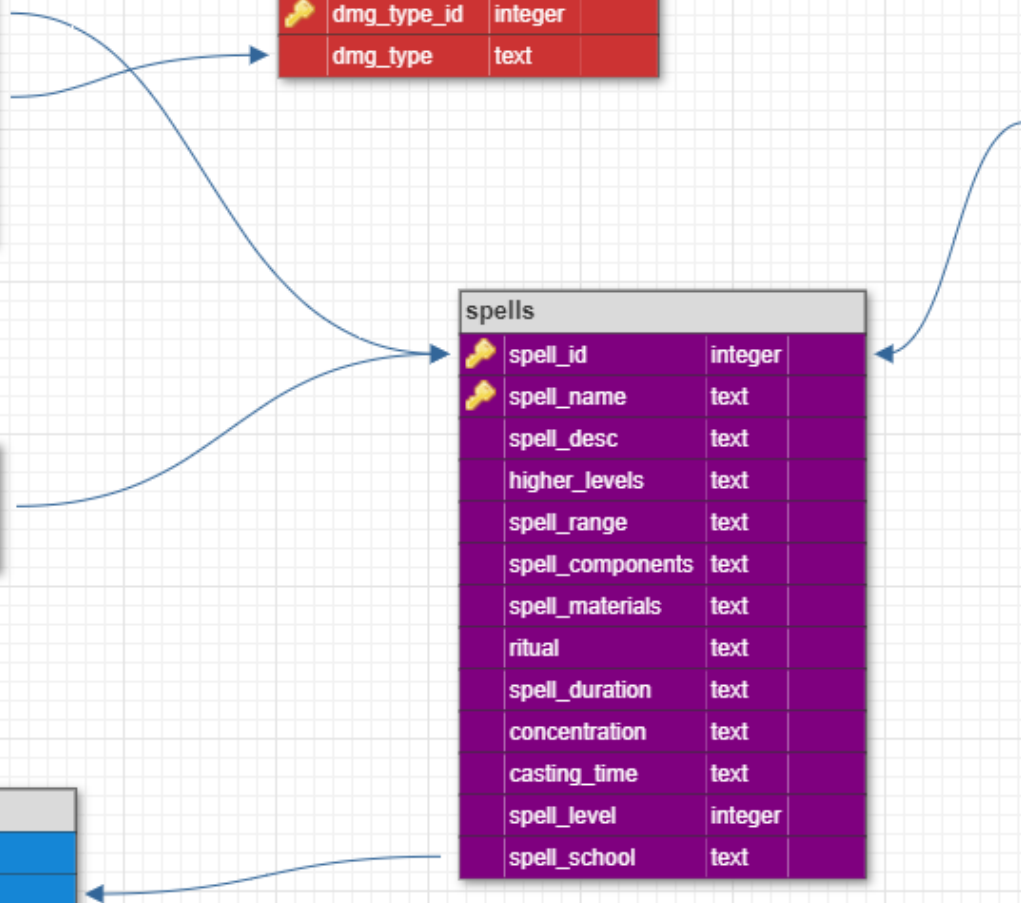 dmg_type_id integer
dmg_type text
spells
spell_id integer
spell_name text
spell_desc text
higher_levels text
spell_range text
spell_components text
spell_materials text
ritual text
spell_duration text
concentration text
casting_time text
spell_level integer
spell_school text